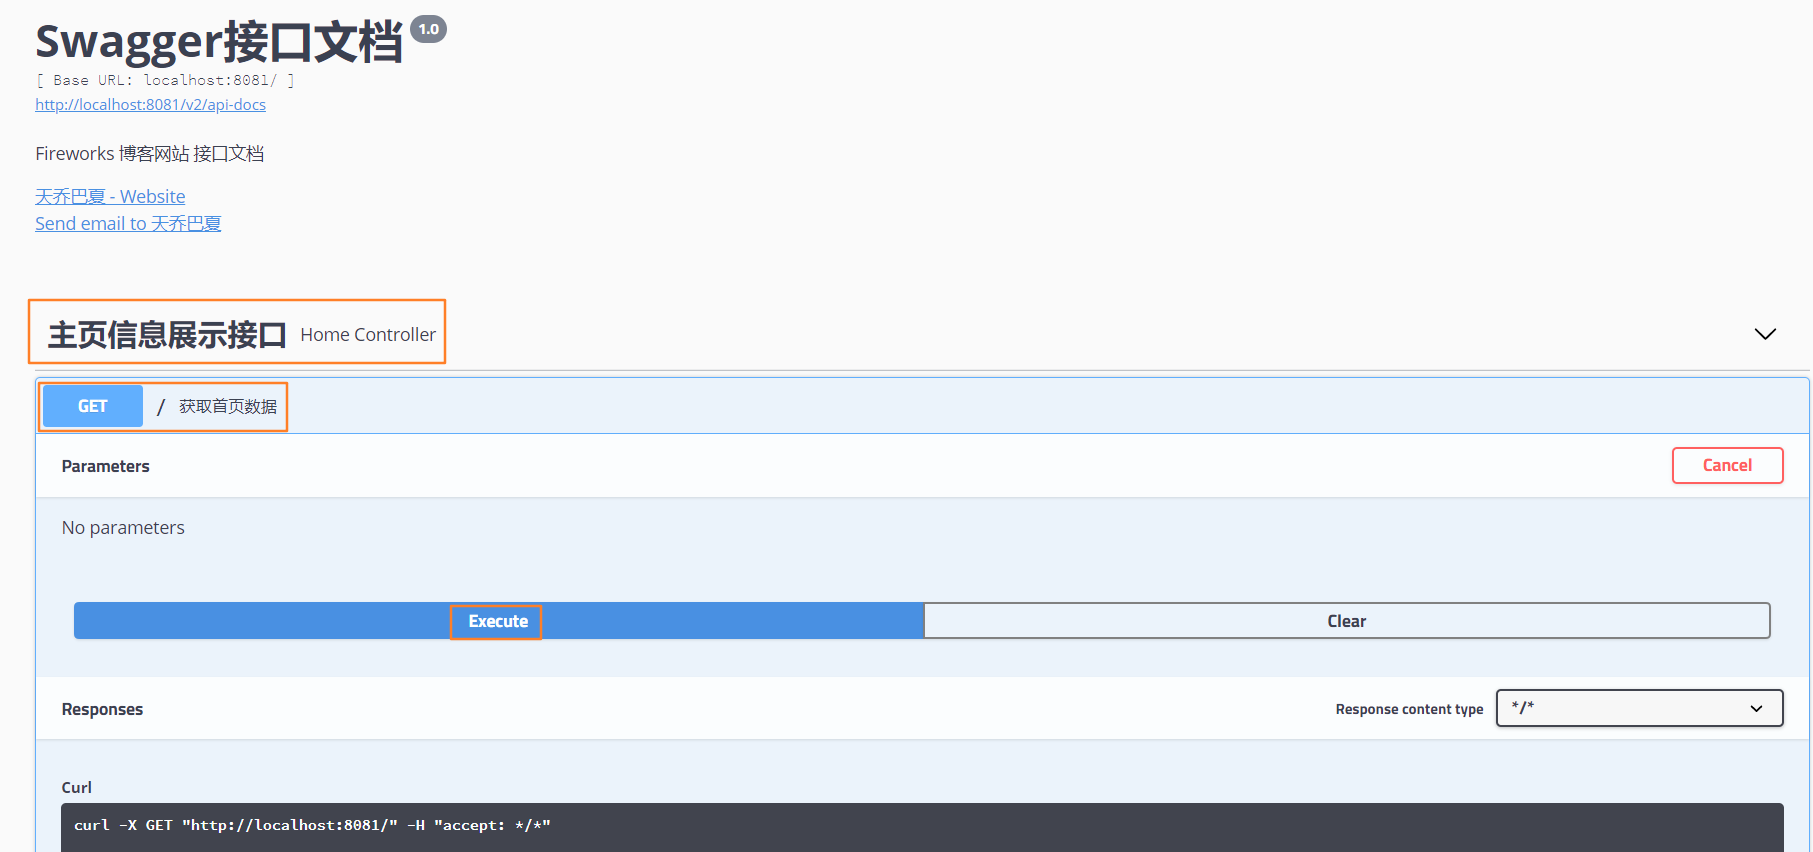 Swagger接口文档 1.0
[ Base URL: localhost:8081/ ]
http://localhost:8081/v2/api-docs
Fireworks 博客网站 接口文档
天乔巴夏 - Website
Send email to 天乔巴夏
主页信息展示接口 Home Controller
GET / 获取首页数据
Parameters Cancel
No parameters
Execute Clear
Responses Response content type */*
Curl
curl -X GET "http://localhost:8081/" -H "accept: */*"